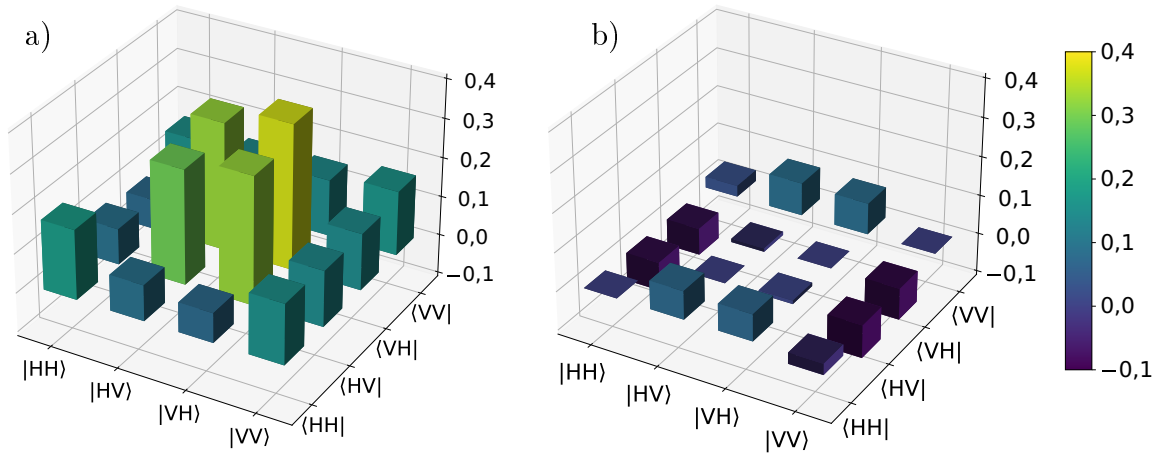 a)
0,4
0,3
0,2
0,1
0,0
−0,1
|HH⟩
|HV⟩
|VH⟩
|VV⟩
⟨HH|
⟨HV|
⟨VH|
⟨VV|
b)
0,4
0,3
0,2
0,1
0,0
−0,1
|HH⟩
|HV⟩
|VH⟩
|VV⟩
⟨HH|
⟨HV|
⟨VH|
⟨VV|
0,4
0,3
0,2
0,1
0,0
−0,1